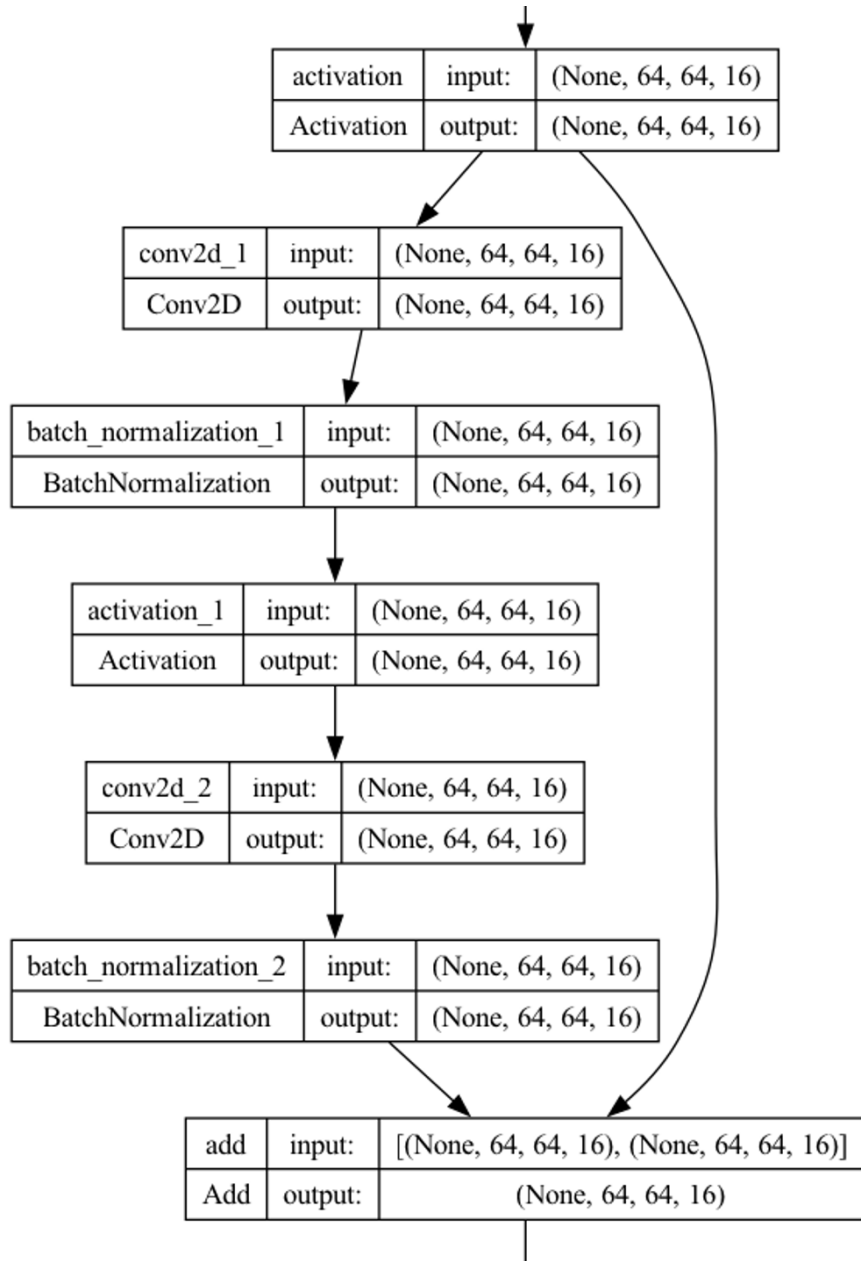 activation input: (None, 64, 64, 16)
Activation output: (None, 64, 64, 16)
conv2d_1 input: (None, 64, 64, 16)
Conv2D output: (None, 64, 64, 16)
batch_normalization_1 input: (None, 64, 64, 16)
BatchNormalization output: (None, 64, 64, 16)
activation_1 input: (None, 64, 64, 16)
Activation output: (None, 64, 64, 16)
conv2d_2 input: (None, 64, 64, 16)
Conv2D output: (None, 64, 64, 16)
batch_normalization_2 input: (None, 64, 64, 16)
BatchNormalization output: (None, 64, 64, 16)
add input: [(None, 64, 64, 16), (None, 64, 64, 16)]
Add output: (None, 64, 64, 16)